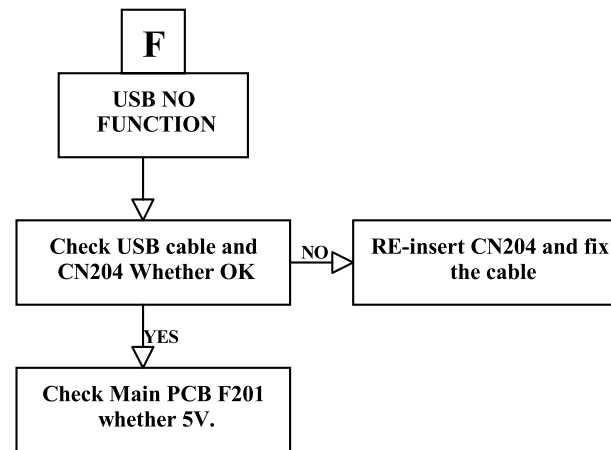 F
USB NO
FUNCTION
Check USB cable and
CN204 Whether OK
NO
RE-insert CN204 and fix
the cable
YES
Check Main PCB F201
whether 5V.